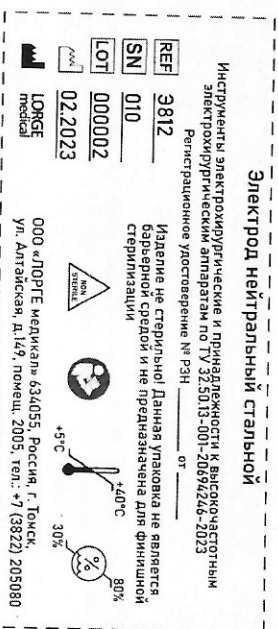 Электрод нейтральный стальной
Инструменты электрохирургические и принадлежности к высокочастотным
электрохирургическим аппаратам по ТУ 32.50.13-001-20694246-2023
Регистрационное удостоверение № РЗН ________ от ________
REF Э812
SN 010
LOT 000002
02.2023
Изделие не стерильно! Данная упаковка не является
барьерной средой и не предназначена для финишной
стерилизации
NON STERILE
+5°C
+40°C
30%
%
80%
LORGE
medical
ООО «ЛОРГЕ медикал» 634055, Россия, г. Томск,
ул. Алтайская, д.149, помещ. 2005, тел.: +7 (3822) 205080